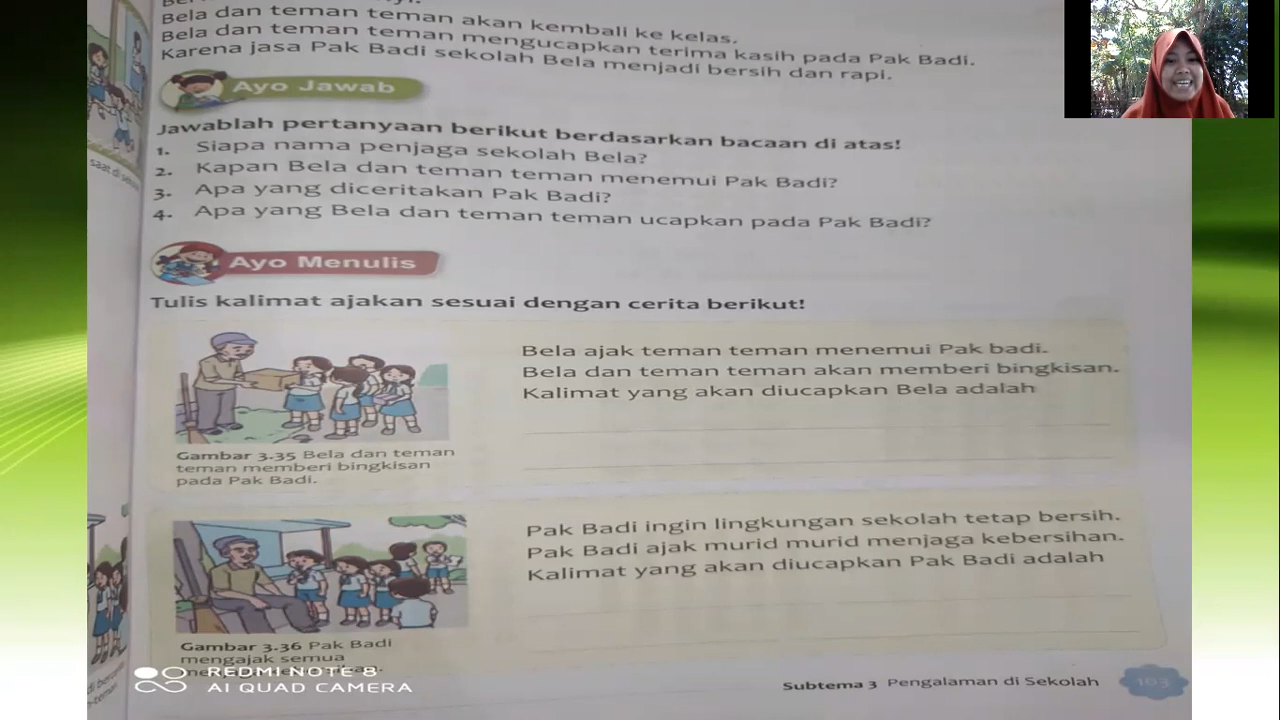 Bela dan teman teman akan kembali ke kelas.
Bela dan teman teman mengucapkan terima kasih pada Pak Badi.
Karena jasa Pak Badi sekolah Bela menjadi bersih dan rapi.
Ayo Jawab
Jawablah pertanyaan berikut berdasarkan bacaan di atas!
1. Siapa nama penjaga sekolah Bela?
2. Kapan Bela dan teman teman menemui Pak Badi?
3. Apa yang diceritakan Pak Badi?
4. Apa yang Bela dan teman teman ucapkan pada Pak Badi?
Ayo Menulis
Tulis kalimat ajakan sesuai dengan cerita berikut!
Bela ajak teman teman menemui Pak badi.
Bela dan teman teman akan memberi bingkisan.
Kalimat yang akan diucapkan Bela adalah
Gambar 3.35 Bela dan teman
teman memberi bingkisan
pada Pak Badi.
Pak Badi ingin lingkungan sekolah tetap bersih.
Pak Badi ajak murid murid menjaga kebersihan.
Kalimat yang akan diucapkan Pak Badi adalah
Gambar 3.36 Pak Badi
mengajak semua
REDMI NOTE 8
AI QUAD CAMERA
Subtema 3 Pengalaman di Sekolah
103